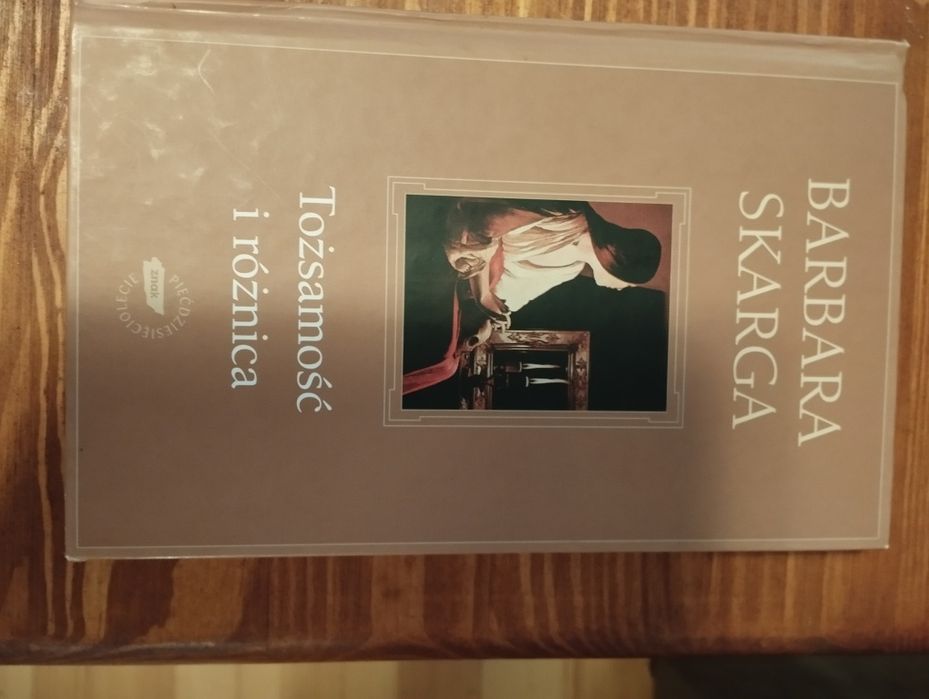 BARBARA
SKARGA
Tożsamość
i różnica
PIĘĆDZIESIĘCIOLECIE
znak